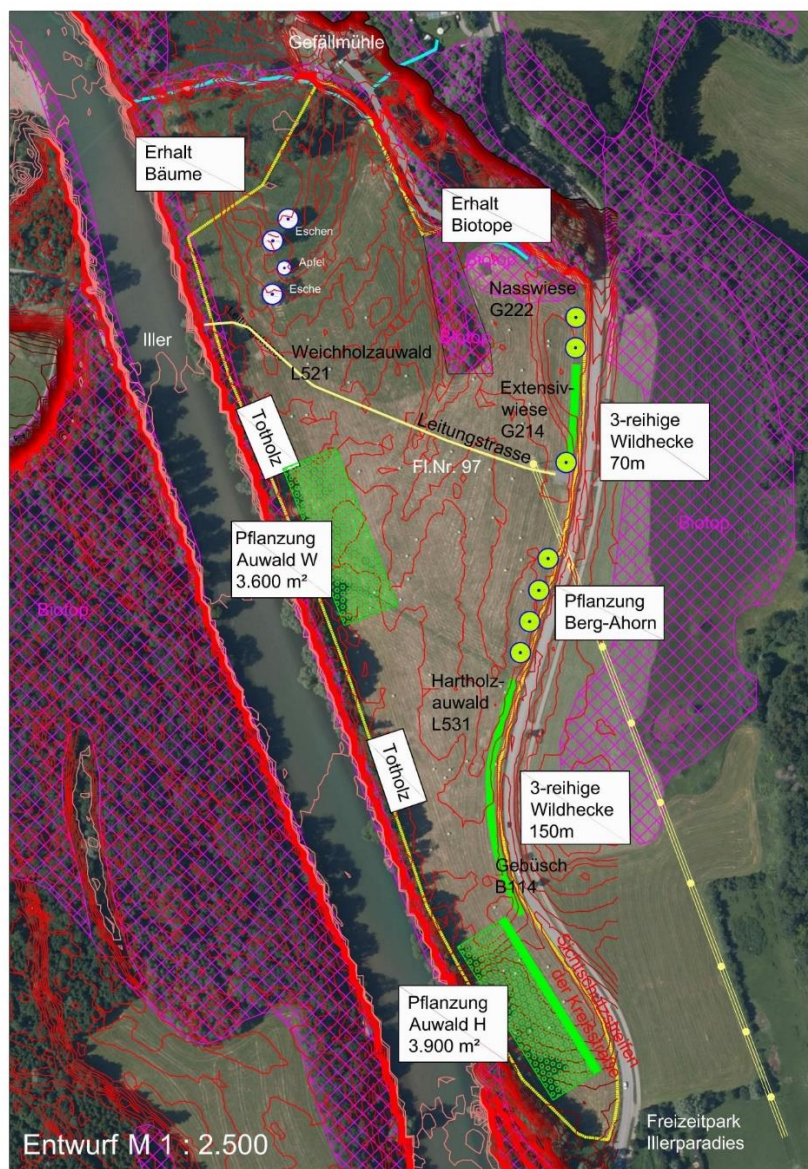 Gefällmühle
Erhalt
Bäume
Erhalt
Biotope
Eschen
Apfel
Esche
Biotop
Nasswiese
G222
Iller
Weichholzauwald
L521
Biotop
Extensiv-
wiese
G214
3-reihige
Wildhecke
70m
Leitungstrasse
Totholz
Fl.Nr. 97
Biotop
Pflanzung
Auwald W
3.600 m²
Biotop
Pflanzung
Berg-Ahorn
Hartholz-
auwald
L531
Totholz
3-reihige
Wildhecke
150m
Gebüsch
B114
Sichtschutzstreifen
Pflanzung
Auwald H
3.900 m²
Freizeitpark
Illerparadies
Entwurf M 1 : 2.500